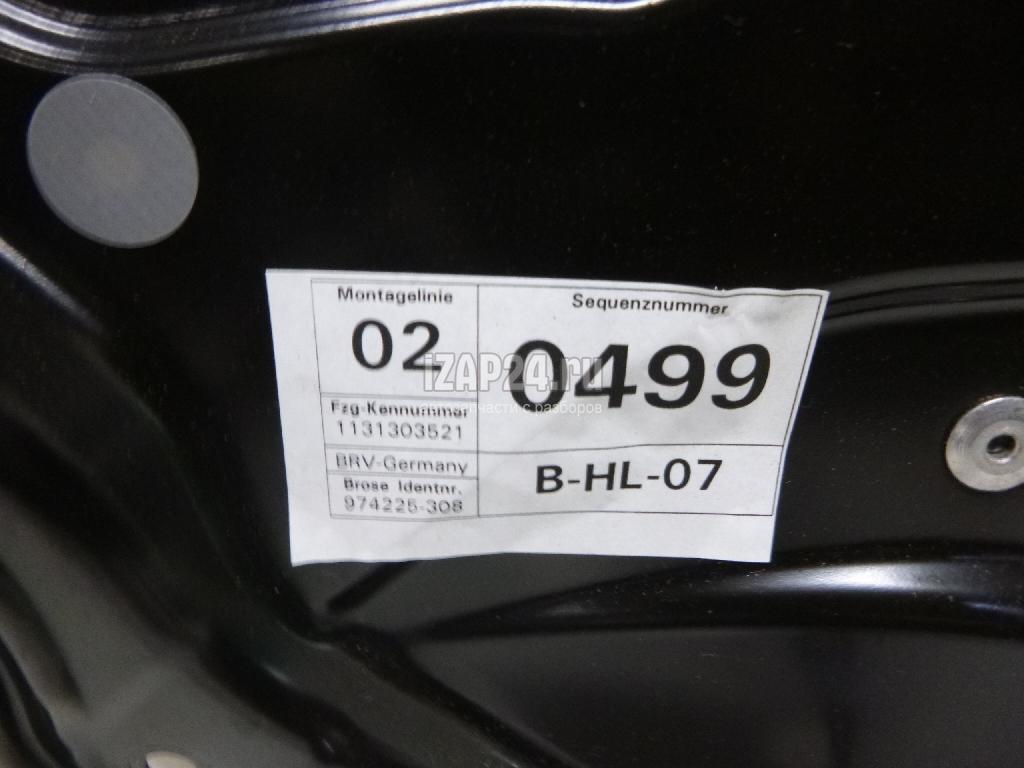 Montagelinie
02
Sequenznummer
0499
Fzg-Kennummer
1131303521
BRV-Germany
Brose Identnr.
974225-308
B-HL-07
iZAP24.ru
запчасти с разборов